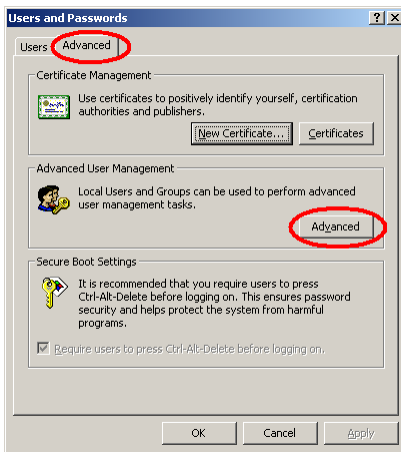 Users and Passwords
Users
Advanced
Certificate Management
Use certificates to positively identify yourself, certification
authorities and publishers.
New Certificate...
Certificates
Advanced User Management
Local Users and Groups can be used to perform advanced
user management tasks.
Advanced
Secure Boot Settings
It is recommended that you require users to press
Ctrl-Alt-Delete before logging on. This ensures password
security and helps protect the system from harmful
programs.
Require users to press Ctrl-Alt-Delete before logging on.
OK
Cancel
Apply